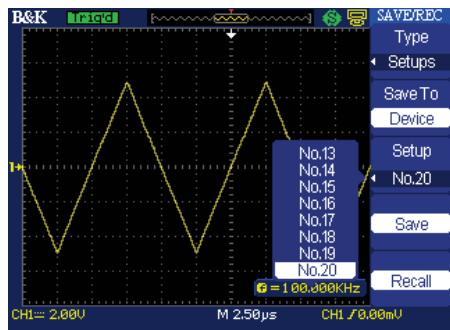 B&K Trig'd SAVE/REC
Type
Setups
Save To
Device
Setup
No.20
Save
Recall
No.13
No.14
No.15
No.16
No.17
No.18
No.19
No.20
f = 100.000KHz
1
CH1 2.00V M 2.50µs CH1 0.00mV